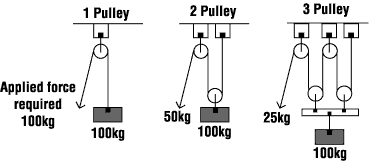 1 Pulley
2 Pulley
3 Pulley
Applied force
required
100kg
100kg
50kg
100kg
25kg
100kg